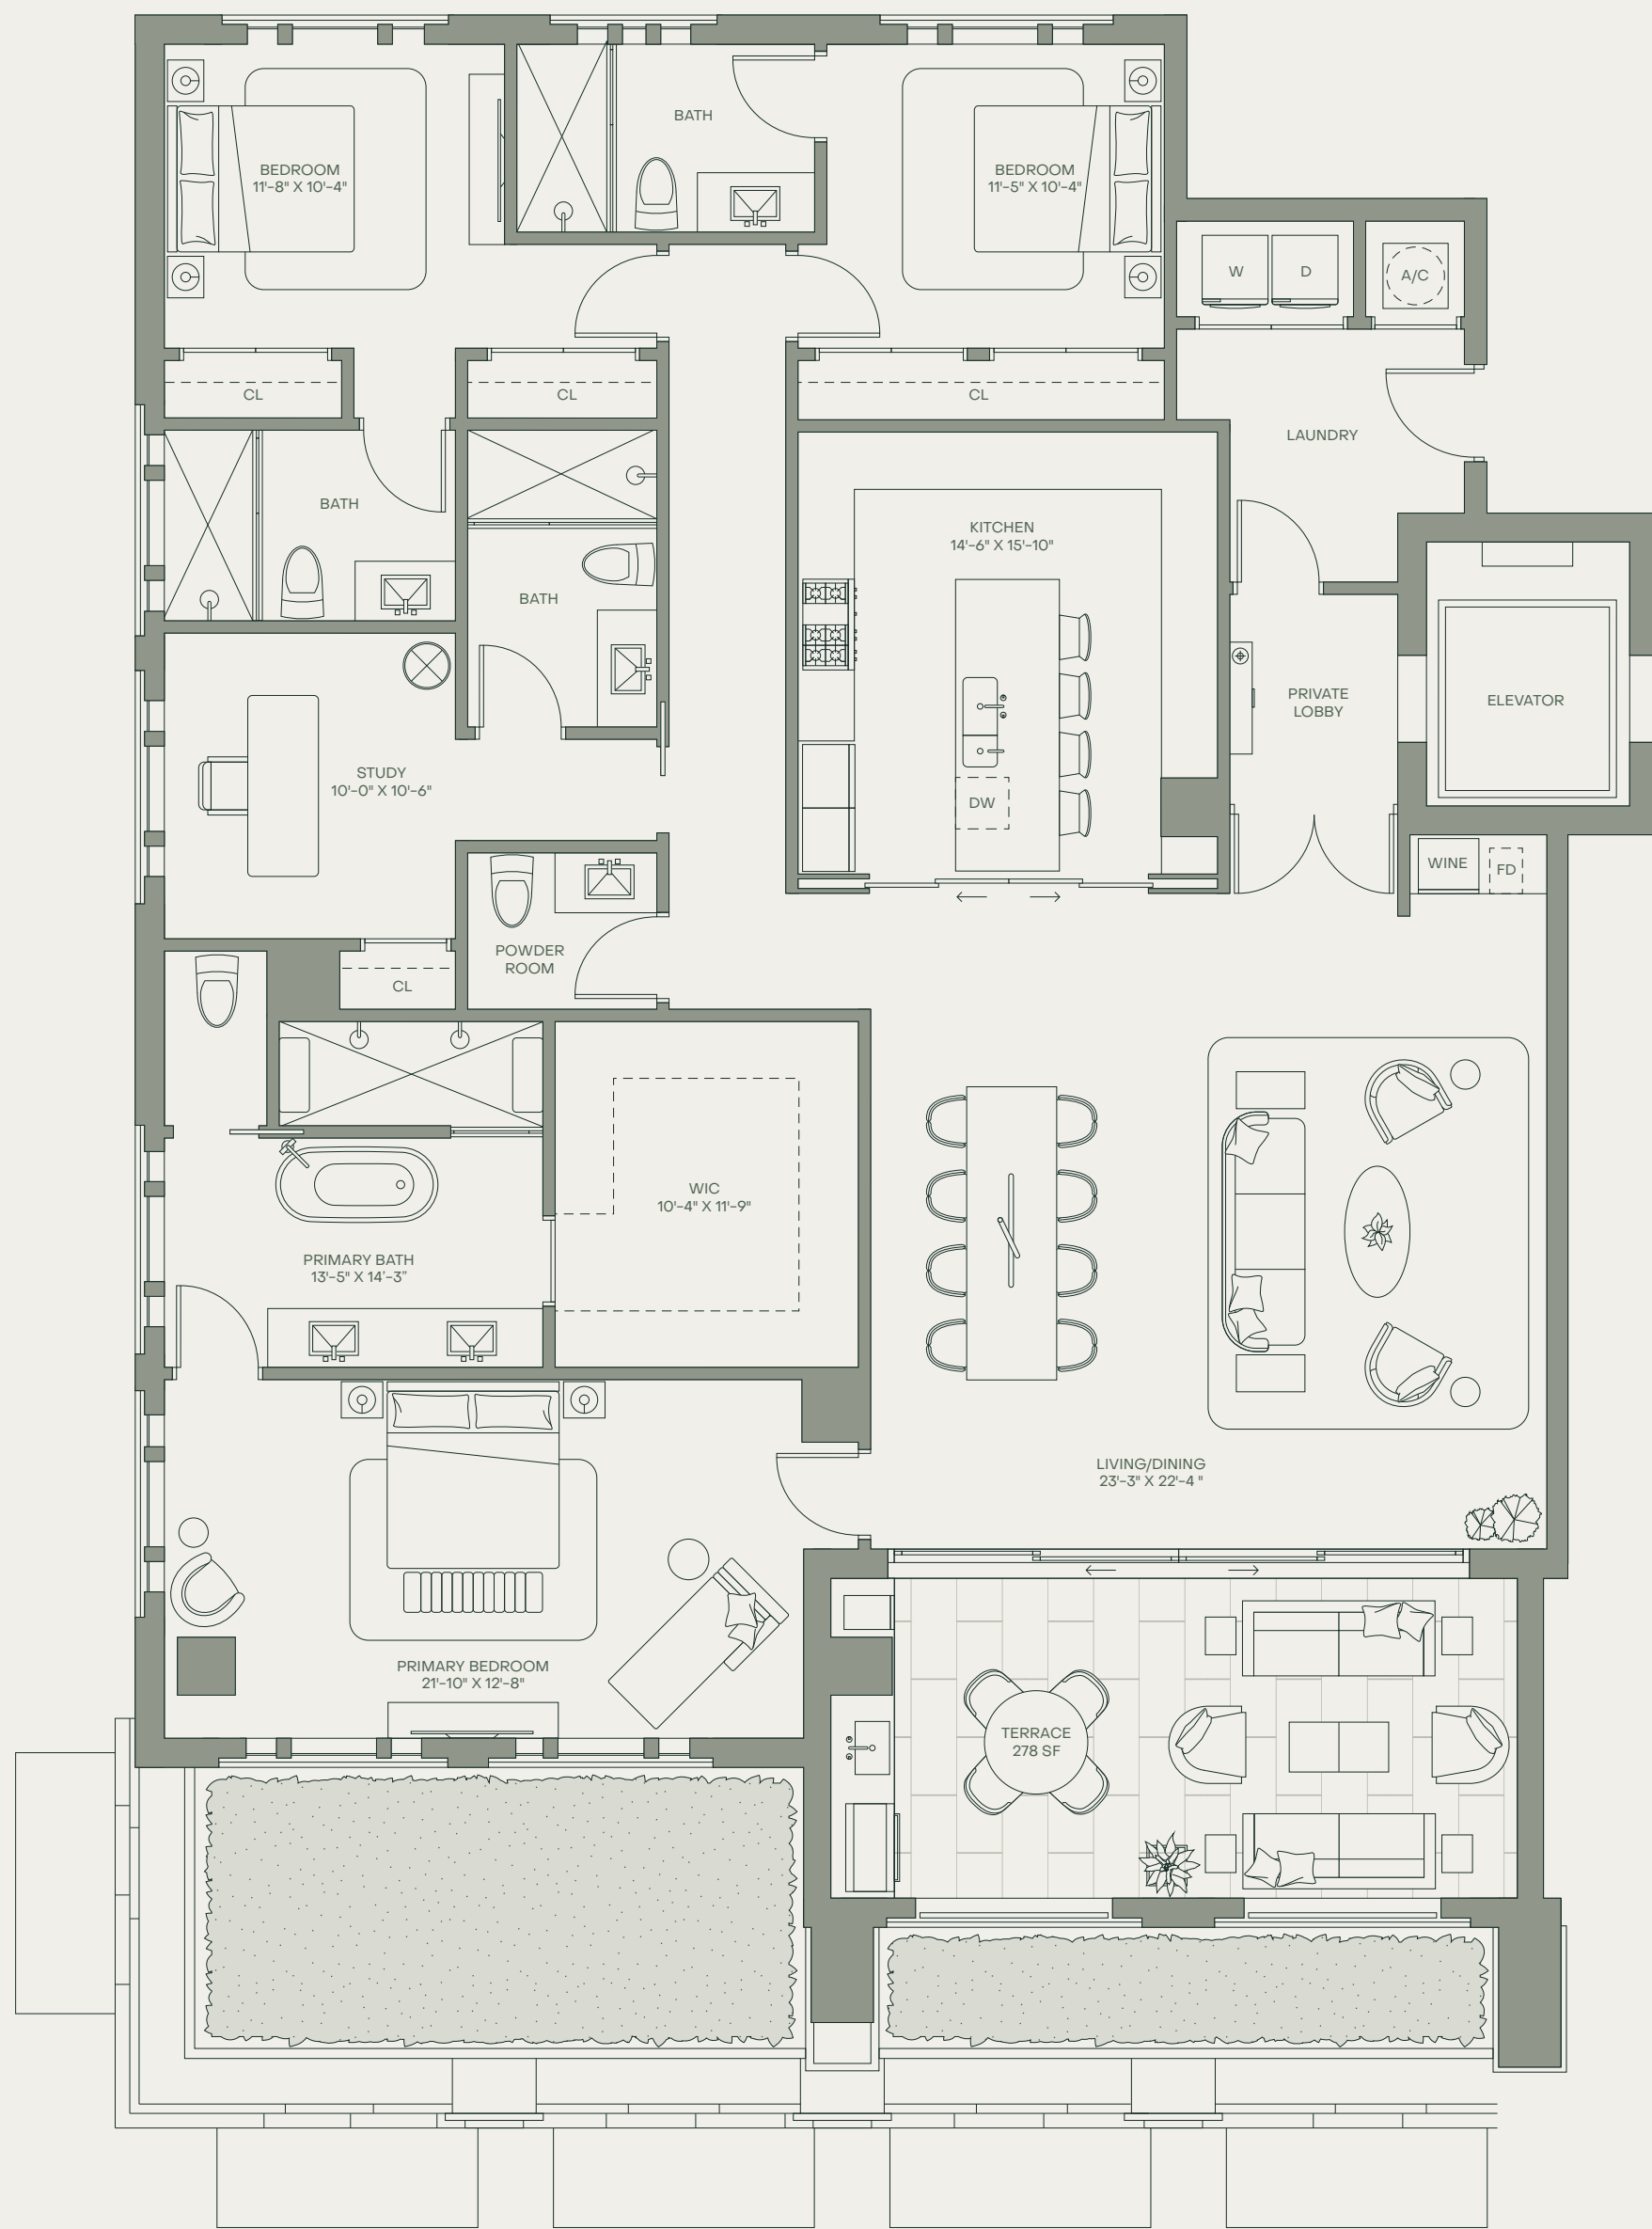 BATH
BEDROOM
11'-8" X 10'-4"
BEDROOM
11'-5" X 10'-4"
W
D
A/C
CL
CL
CL
LAUNDRY
BATH
KITCHEN
14'-6" X 15'-10"
BATH
PRIVATE
LOBBY
ELEVATOR
STUDY
10'-0" X 10'-6"
DW
WINE
FD
POWDER
ROOM
CL
WIC
10'-4" X 11'-9"
PRIMARY BATH
13'-5" X 14'-3"
LIVING/DINING
23'-3" X 22'-4 "
PRIMARY BEDROOM
21'-10" X 12'-8"
TERRACE
278 SF